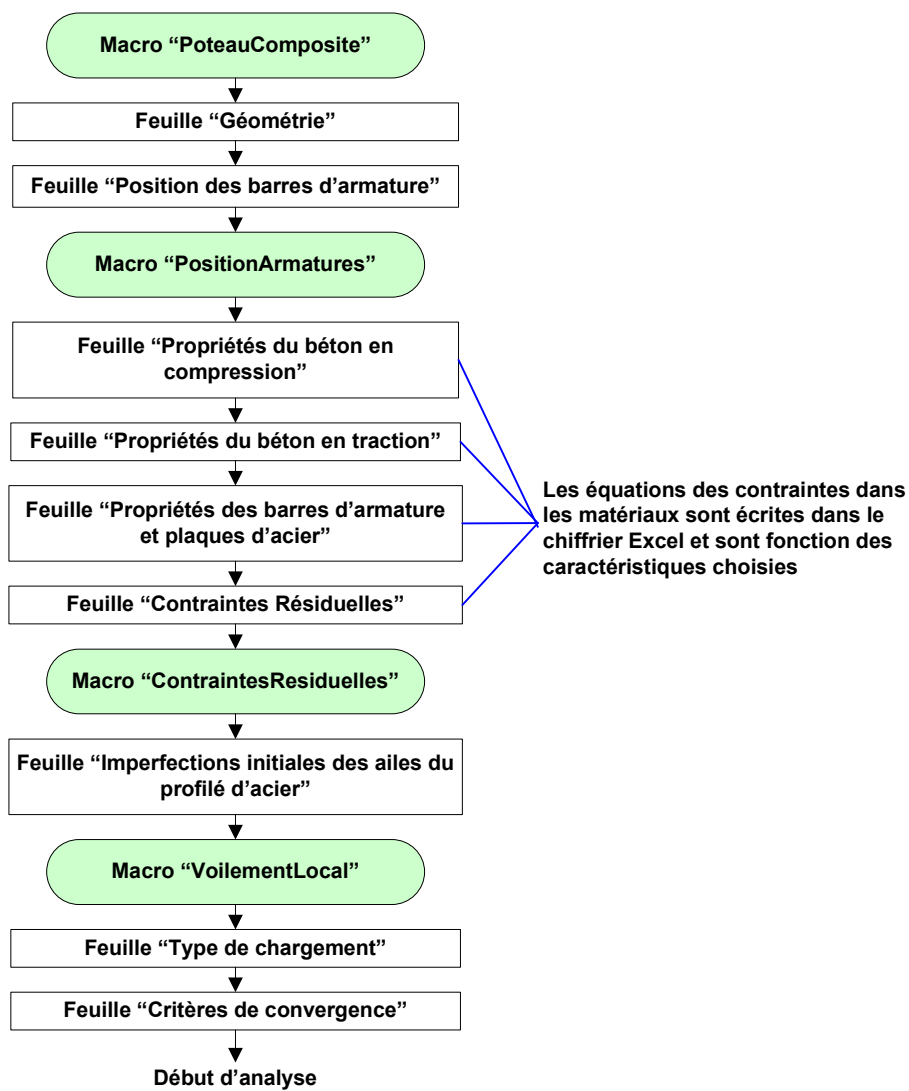 Macro “PoteauComposite”
Feuille “Géométrie”
Feuille “Position des barres d’armature”
Macro “PositionArmatures”
Feuille “Propriétés du béton en
compression”
Feuille “Propriétés du béton en traction”
Feuille “Propriétés des barres d’armature
et plaques d’acier”
Feuille “Contraintes Résiduelles”
Les équations des contraintes dans
les matériaux sont écrites dans le
chiffrier Excel et sont fonction des
caractéristiques choisies
Macro “ContraintesResiduelles”
Feuille “Imperfections initiales des ailes du
profilé d’acier”
Macro “VoilementLocal”
Feuille “Type de chargement”
Feuille “Critères de convergence”
Début d’analyse